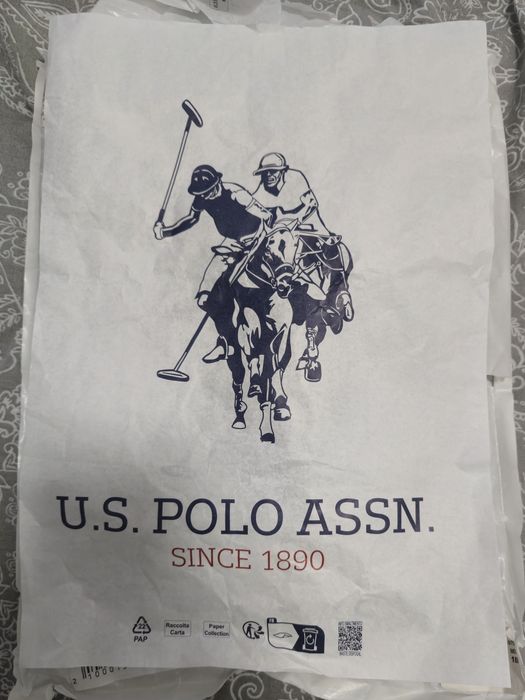 U.S. POLO ASSN.
SINCE 1890
22
PAP
Raccolta
Carta
Paper
Collection